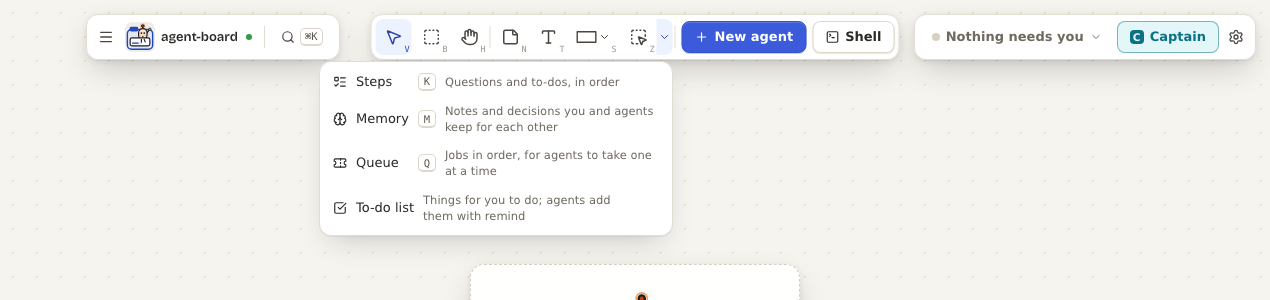 agent-board
⌘K
V
B
H
N
T
S
Z
New agent
Shell
Nothing needs you
C Captain
Steps K Questions and to-dos, in order
Memory M Notes and decisions you and agents
keep for each other
Queue Q Jobs in order, for agents to take one
at a time
To-do list Things for you to do; agents add
them with remind